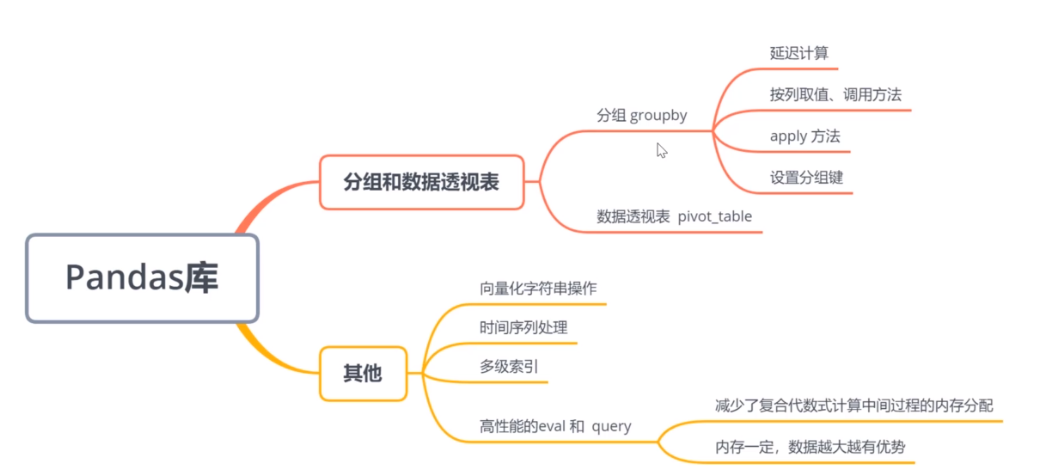 Pandas库
分组和数据透视表
分组 groupby
延迟计算
按列取值、调用方法
apply 方法
设置分组键
数据透视表 pivot_table
其他
向量化字符串操作
时间序列处理
多级索引
高性能的eval 和 query
减少了复合代数式计算中间过程的内存分配
内存一定，数据越大越有优势